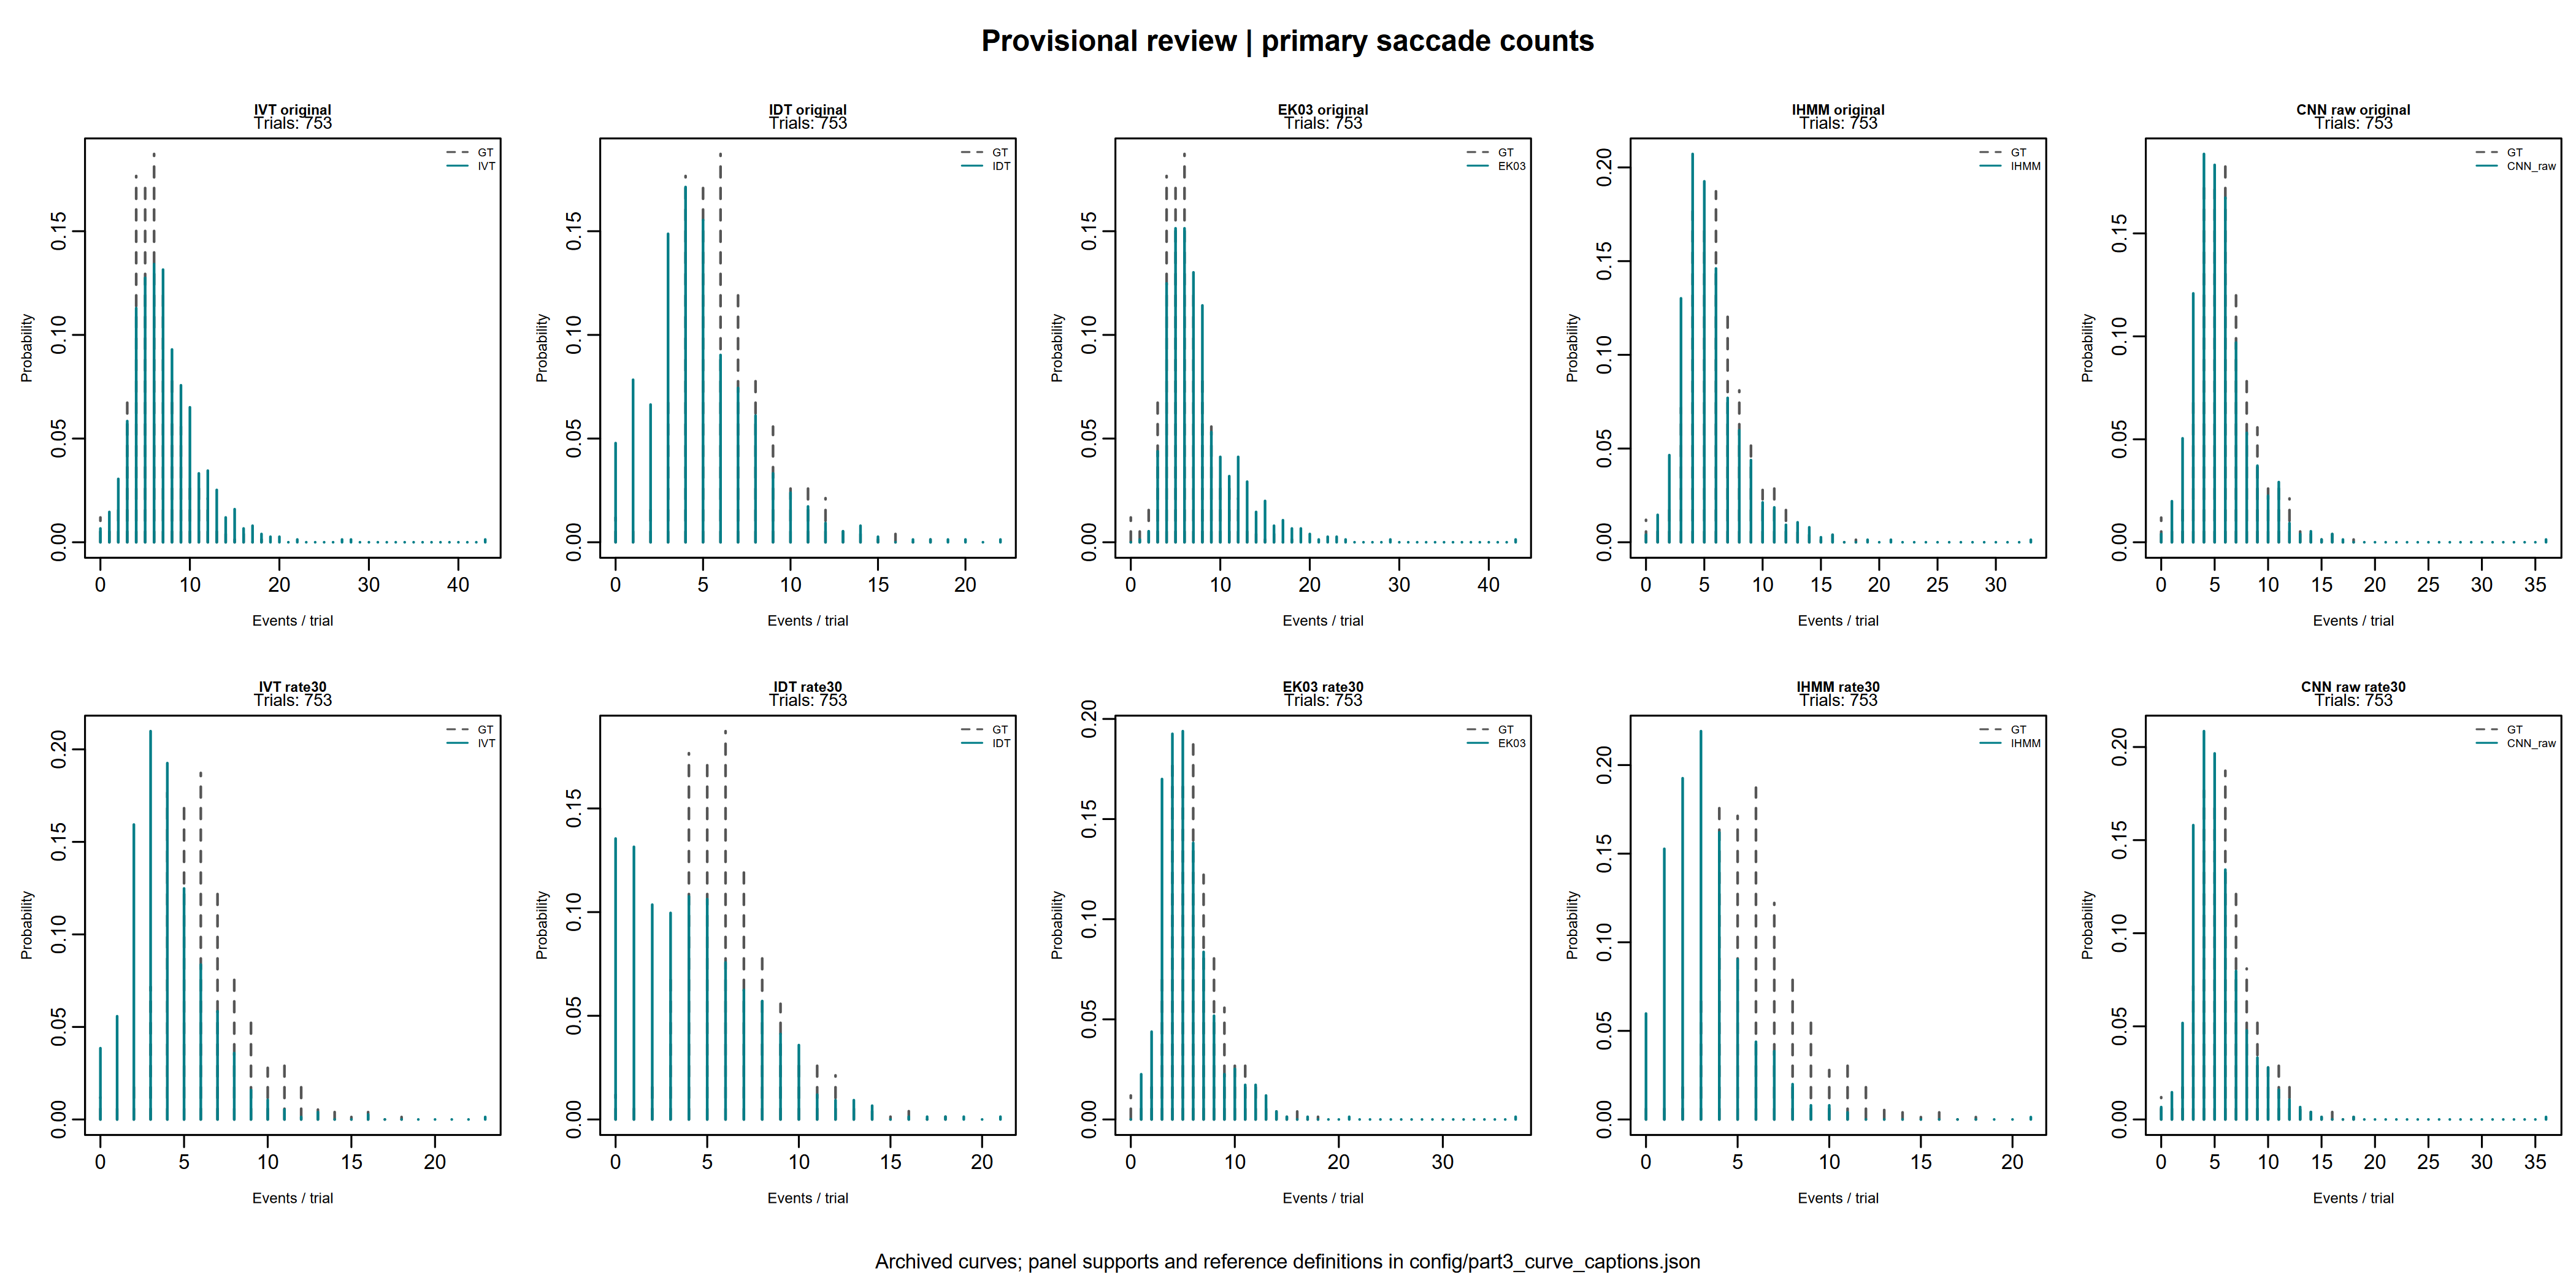 Provisional review | primary saccade counts
IVT original
Trials: 753
GT
IVT
Probability
0.00 0.05 0.10 0.15
0 10 20 30 40
Events / trial
IDT original
Trials: 753
GT
IDT
Probability
0.00 0.05 0.10 0.15
0 5 10 15 20
Events / trial
EK03 original
Trials: 753
GT
EK03
Probability
0.00 0.05 0.10 0.15
0 10 20 30 40
Events / trial
IHMM original
Trials: 753
GT
IHMM
Probability
0.00 0.05 0.10 0.15 0.20
0 5 10 15 20 25 30
Events / trial
CNN raw original
Trials: 753
GT
CNN_raw
Probability
0.00 0.05 0.10 0.15
0 5 10 15 20 25 30 35
Events / trial
IVT rate30
Trials: 753
GT
IVT
Probability
0.00 0.05 0.10 0.15 0.20
0 5 10 15 20
Events / trial
IDT rate30
Trials: 753
GT
IDT
Probability
0.00 0.05 0.10 0.15
0 5 10 15 20
Events / trial
EK03 rate30
Trials: 753
GT
EK03
Probability
0.00 0.05 0.10 0.15 0.20
0 10 20 30
Events / trial
IHMM rate30
Trials: 753
GT
IHMM
Probability
0.00 0.05 0.10 0.15 0.20
0 5 10 15 20
Events / trial
CNN raw rate30
Trials: 753
GT
CNN_raw
Probability
0.00 0.05 0.10 0.15 0.20
0 5 10 15 20 25 30 35
Events / trial
Archived curves; panel supports and reference definitions in config/part3_curve_captions.json